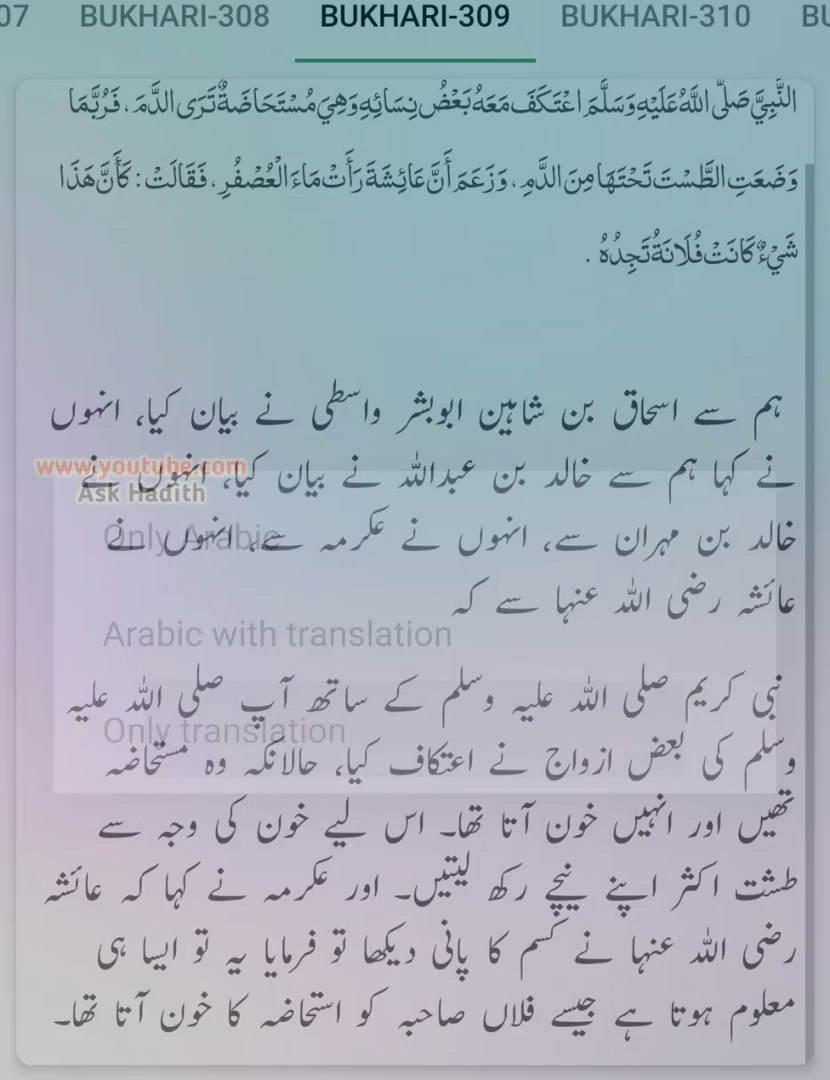 07 BUKHARI-308 BUKHARI-309 BUKHARI-310 BU
النَّبِيَّ صَلَّى اللَّهُ عَلَيْهِ وَسَلَّمَ اعْتَكَفَ مَعَهُ بَعْضُ نِسَائِهِ وَهِيَ مُسْتَحَاضَةٌ تَرَى الدَّمَ، فَرُبَّمَا
وَضَعَتِ الطَّسْتَ تَحْتَهَا مِنَ الدَّمِ، وَزَعَمَ أَنَّ عَائِشَةَ رَأَتْ مَاءَ الْعُصْفُرِ، فَقَالَتْ: كَأَنَّ هَذَا
شَيْءٌ كَانَتْ فُلَانَةُ تَجِدُهُ .
ہم سے اسحاق بن شاہین ابوبشر واسطی نے بیان کیا، انہوں
نے کہا ہم سے خالد بن عبداللہ نے بیان کیا، انہوں نے
www.youtube.com
Ask Hadith
خالد بن مہران سے، انہوں نے عکرمہ سے، انہوں نے
Only Arabic
عائشہ رضی اللہ عنہا سے کہ
Arabic with translation
نبی کریم صلی اللہ علیہ وسلم کے ساتھ آپ صلی اللہ علیہ
Only translation
وسلم کی بعض ازواج نے اعتکاف کیا، حالانکہ وہ مستحاضہ
تھیں اور انہیں خون آتا تھا۔ اس لیے خون کی وجہ سے
طشت اکثر اپنے نیچے رکھ لیتیں۔ اور عکرمہ نے کہا کہ عائشہ
رضی اللہ عنہا نے کسم کا پانی دیکھا تو فرمایا یہ تو ایسا ہی
معلوم ہوتا ہے جیسے فلاں صاحبہ کو استحاضہ کا خون آتا تھا۔